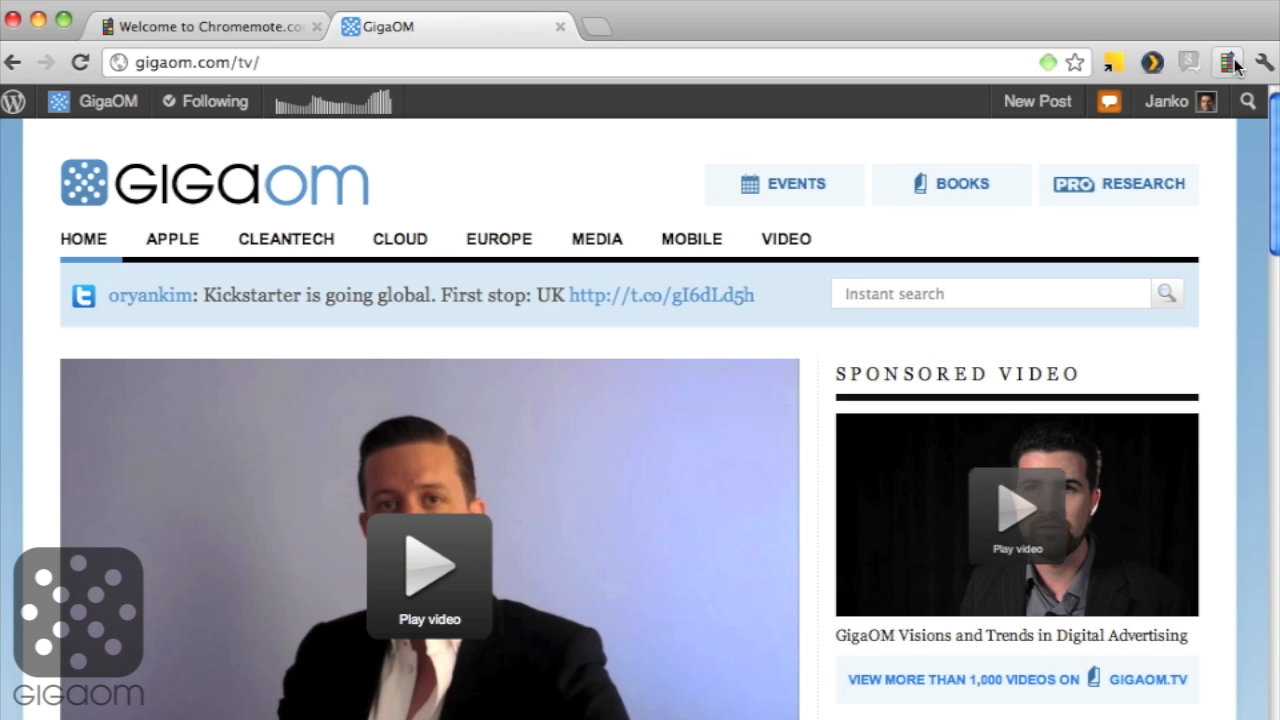 Welcome to Chromemote.co
GigaOM
gigaom.com/tv/
GigaOM
Following
New Post
Janko
GIGaOM
EVENTS
BOOKS
PRO RESEARCH
HOME APPLE CLEANTECH CLOUD EUROPE MEDIA MOBILE VIDEO
oryankim: Kickstarter is going global. First stop: UK http://t.co/gI6dLd5h
Instant search
SPONSORED VIDEO
Play video
Play video
GigaOM Visions and Trends in Digital Advertising
VIEW MORE THAN 1,000 VIDEOS ON GIGAOM.TV
GIGaOM